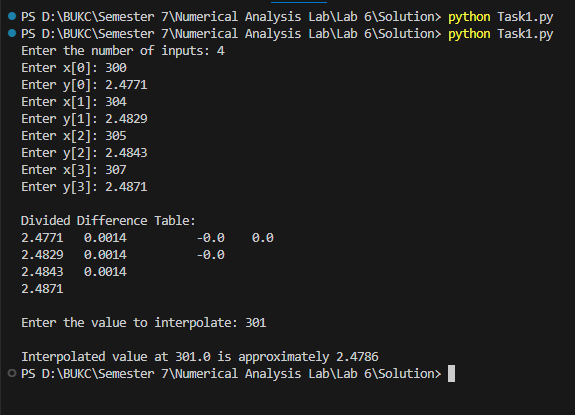 PS D:\BUKC\Semester 7\Numerical Analysis Lab\Lab 6\Solution> python Task1.py
PS D:\BUKC\Semester 7\Numerical Analysis Lab\Lab 6\Solution> python Task1.py
Enter the number of inputs: 4
Enter x[0]: 300
Enter y[0]: 2.4771
Enter x[1]: 304
Enter y[1]: 2.4829
Enter x[2]: 305
Enter y[2]: 2.4843
Enter x[3]: 307
Enter y[3]: 2.4871
Divided Difference Table:
2.4771 0.0014 -0.0 0.0
2.4829 0.0014 -0.0
2.4843 0.0014
2.4871
Enter the value to interpolate: 301
Interpolated value at 301.0 is approximately 2.4786
PS D:\BUKC\Semester 7\Numerical Analysis Lab\Lab 6\Solution>